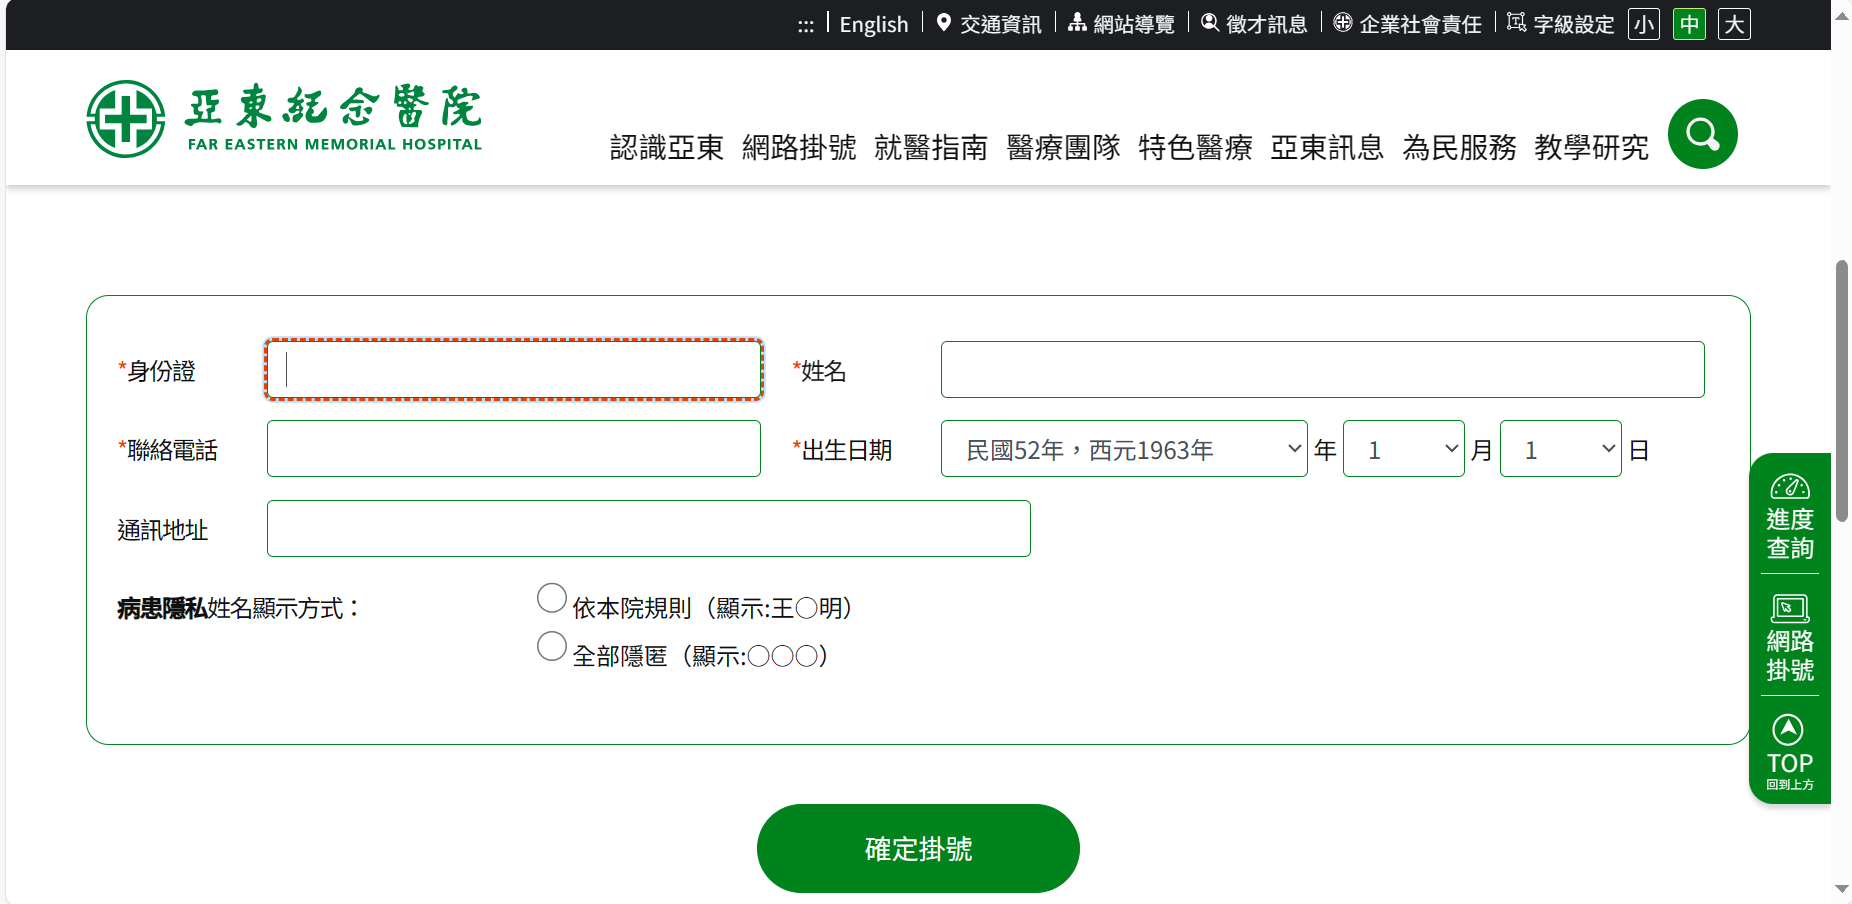 ::: English 交通資訊 網站導覽 徵才訊息 企業社會責任 字級設定 小 中 大
亞東紀念醫院
FAR EASTERN MEMORIAL HOSPITAL
認識亞東 網路掛號 就醫指南 醫療團隊 特色醫療 亞東訊息 為民服務 教學研究
*身份證 *姓名
*聯絡電話 *出生日期 民國52年，西元1963年 年 1 月 1 日
通訊地址
病患隱私姓名顯示方式：
依本院規則（顯示:王〇明）
全部隱匿（顯示:〇〇〇）
確定掛號
進度
查詢
網路
掛號
TOP
回到上方